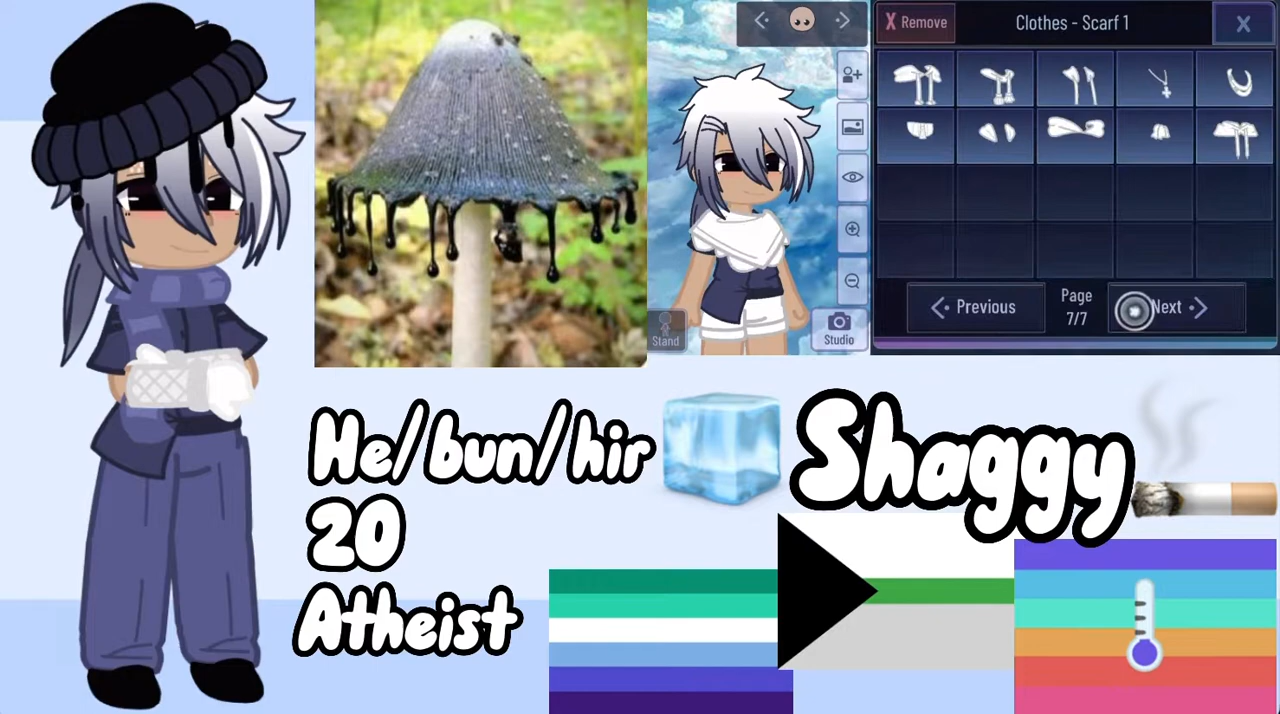 X Remove
Clothes - Scarf 1
X
Stand
Studio
Previous
Page
7/7
Next
He/bun/hir
20
Atheist
Shaggy